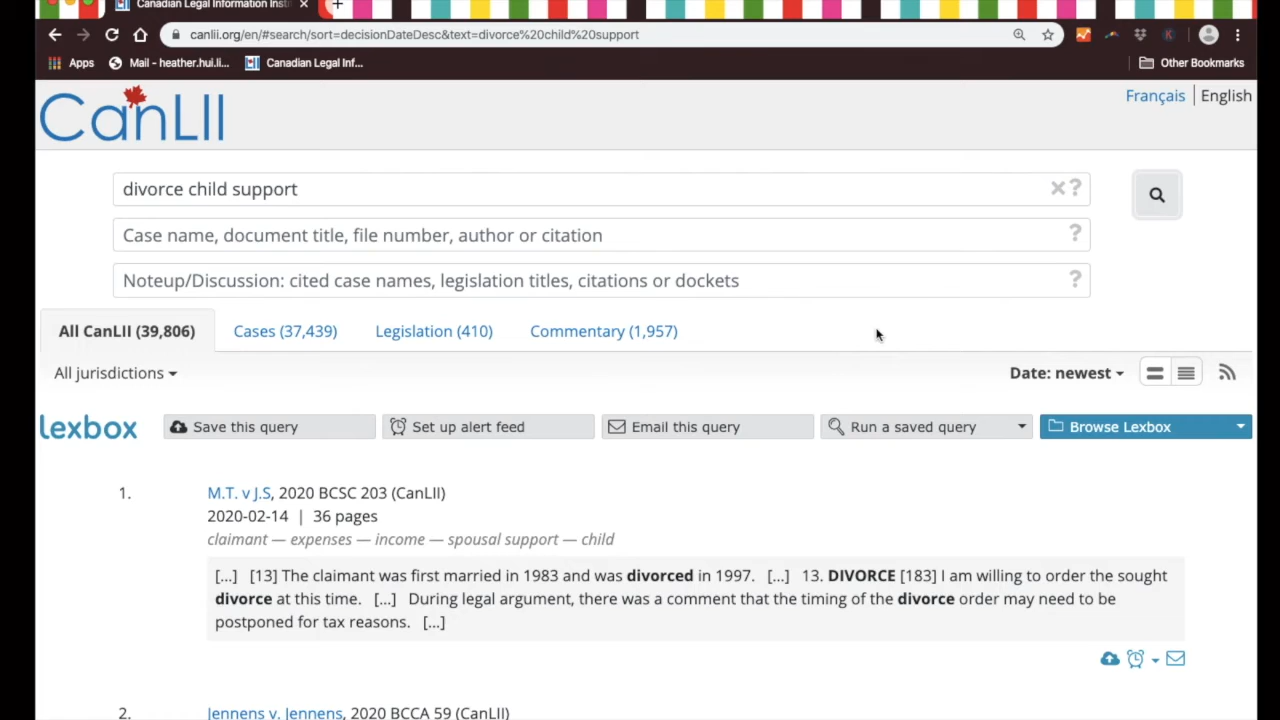 Canadian Legal Information Insti
canlii.org/en/#search/sort=decisionDateDesc&text=divorce%20child%20support
Apps Mail - heather.hui.li... Canadian Legal Inf... Other Bookmarks
CanLII
Français English
divorce child support
Case name, document title, file number, author or citation
Noteup/Discussion: cited case names, legislation titles, citations or dockets
All CanLII (39,806) Cases (37,439) Legislation (410) Commentary (1,957)
All jurisdictions Date: newest
lexbox Save this query Set up alert feed Email this query Run a saved query Browse Lexbox
1. M.T. v J.S, 2020 BCSC 203 (CanLII)
2020-02-14 | 36 pages
claimant — expenses — income — spousal support — child
[...] [13] The claimant was first married in 1983 and was divorced in 1997. [...] 13. DIVORCE [183] I am willing to order the sought
divorce at this time. [...] During legal argument, there was a comment that the timing of the divorce order may need to be
postponed for tax reasons. [...]
2. Jennens v. Jennens, 2020 BCCA 59 (CanLII)